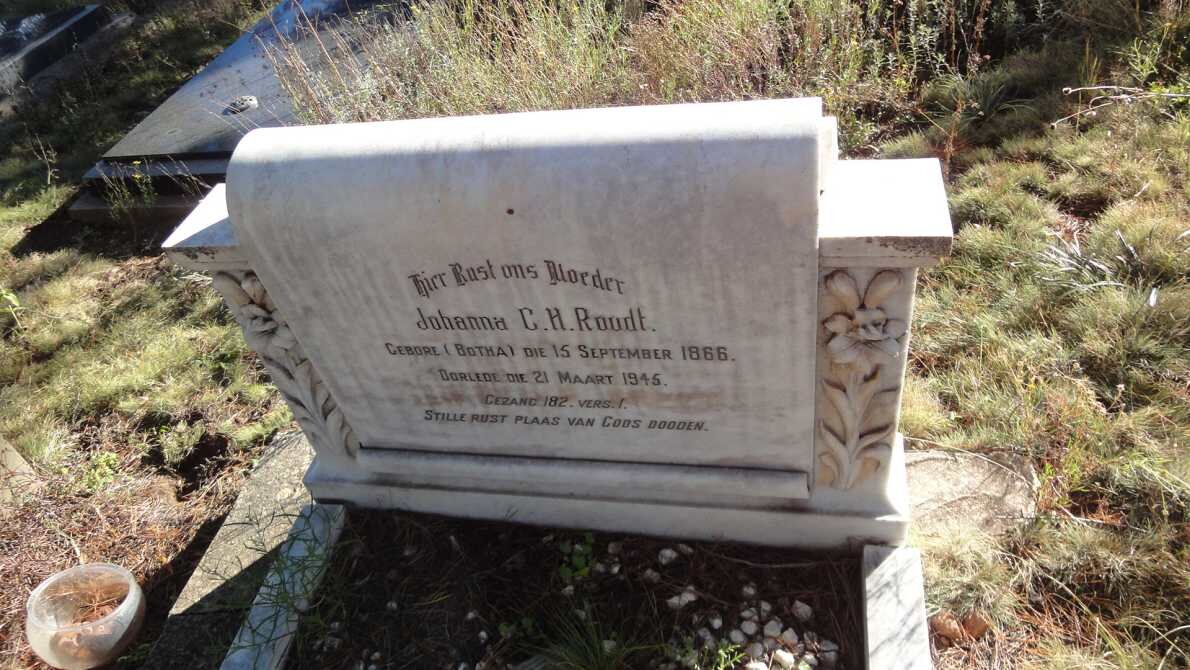 Hier Rust ons Moeder
Johanna C. H. Roudt.
GEBORE (BOTHA) DIE 15 SEPTEMBER 1866.
OORLEDE DIE 21 MAART 1945.
GEZANG 182. VERS. 1.
STILLE RUST PLAAS VAN GODS DOODEN.